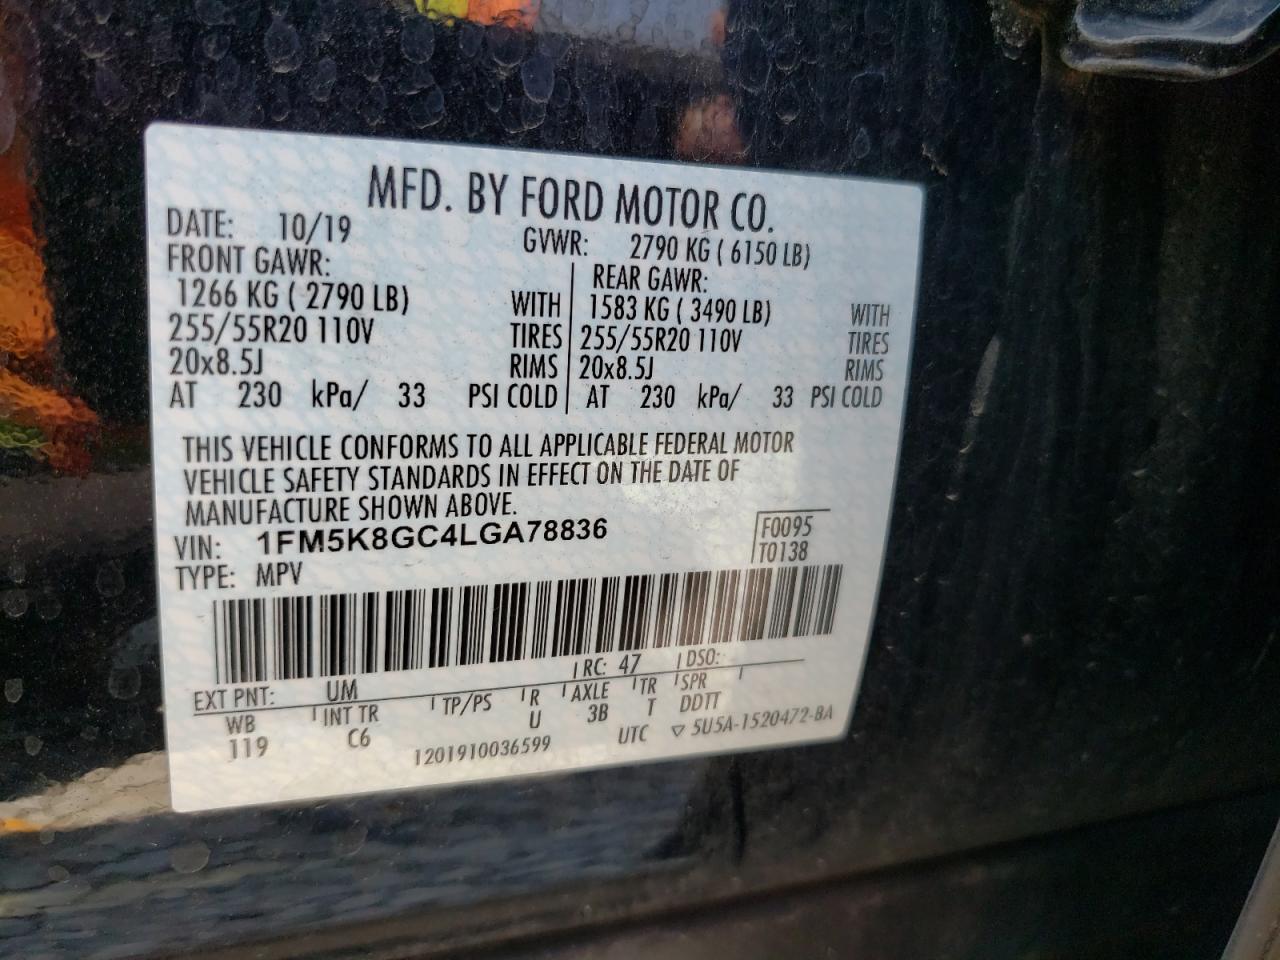 MFD. BY FORD MOTOR CO.
DATE: 10/19 GVWR: 2790 KG ( 6150 LB)
FRONT GAWR: REAR GAWR:
1266 KG ( 2790 LB) WITH 1583 KG ( 3490 LB) WITH
255/55R20 110V TIRES 255/55R20 110V TIRES
20x8.5J RIMS 20x8.5J RIMS
AT 230 kPa/ 33 PSI COLD AT 230 kPa/ 33 PSI COLD
THIS VEHICLE CONFORMS TO ALL APPLICABLE FEDERAL MOTOR
VEHICLE SAFETY STANDARDS IN EFFECT ON THE DATE OF
MANUFACTURE SHOWN ABOVE.
VIN: 1FM5K8GC4LGA78836 F0095
TYPE: MPV T0138
EXT PNT: UM RC: 47 DSO:
WB INT TR TP/PS R AXLE TR SPR
119 C6 U 3B T DDTT
1201910036599 UTC ▽ 5U5A-1520472-BA